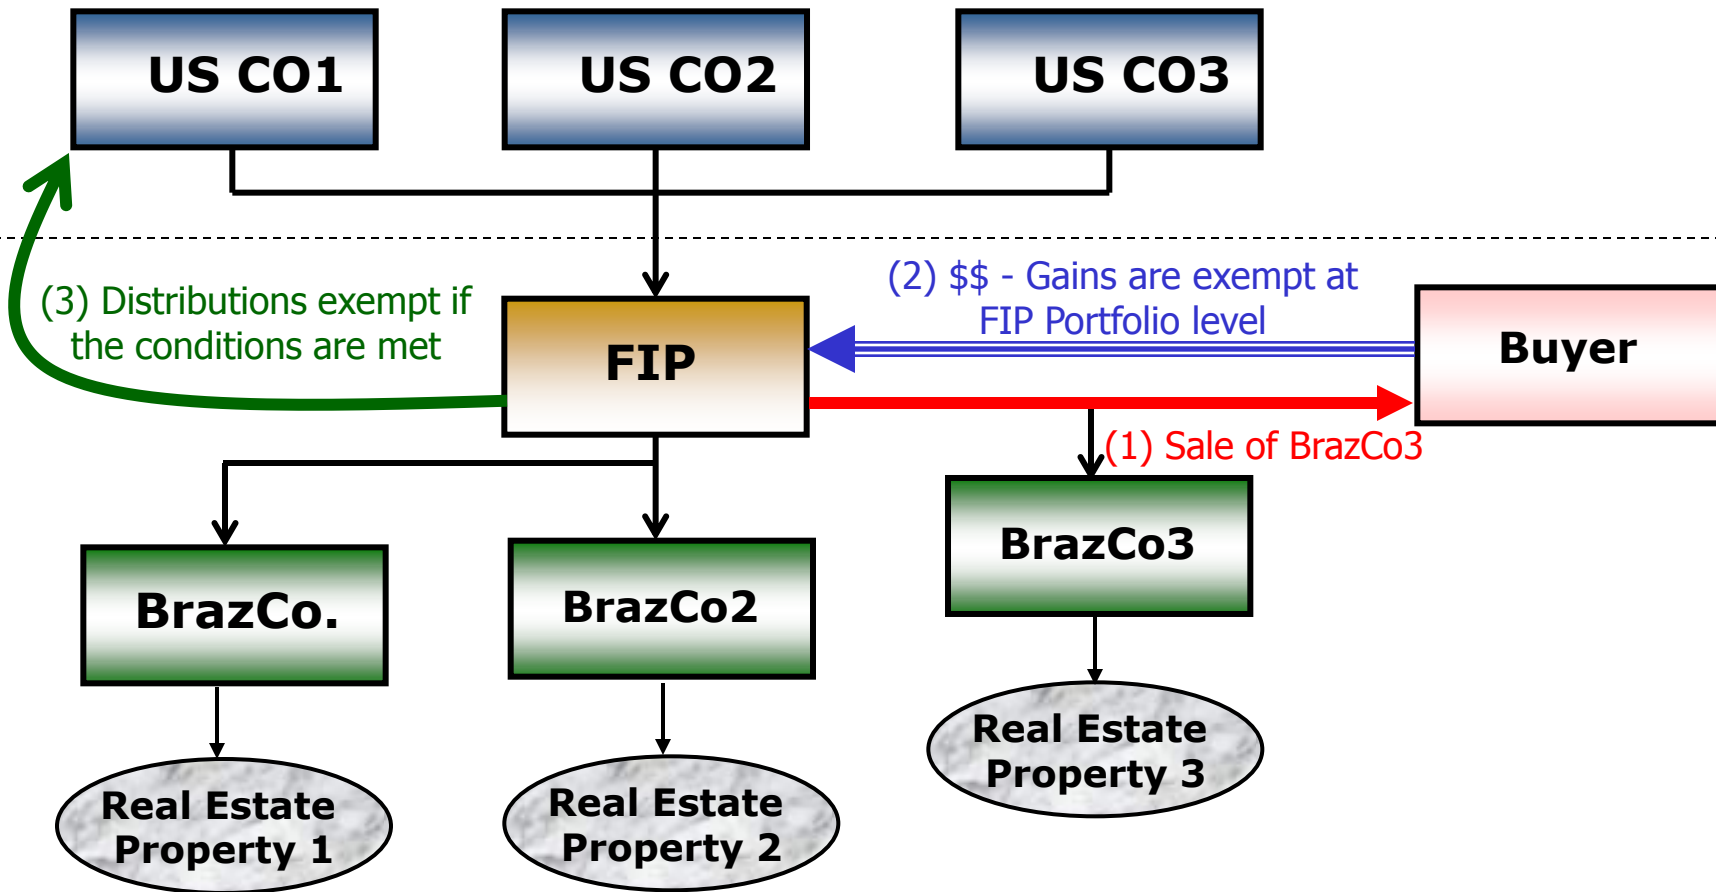 US CO1
US CO2
US CO3
(3) Distributions exempt if
the conditions are met
(2) $$ - Gains are exempt at
FIP Portfolio level
FIP
Buyer
(1) Sale of BrazCo3
BrazCo.
BrazCo2
BrazCo3
Real Estate
Property 1
Real Estate
Property 2
Real Estate
Property 3